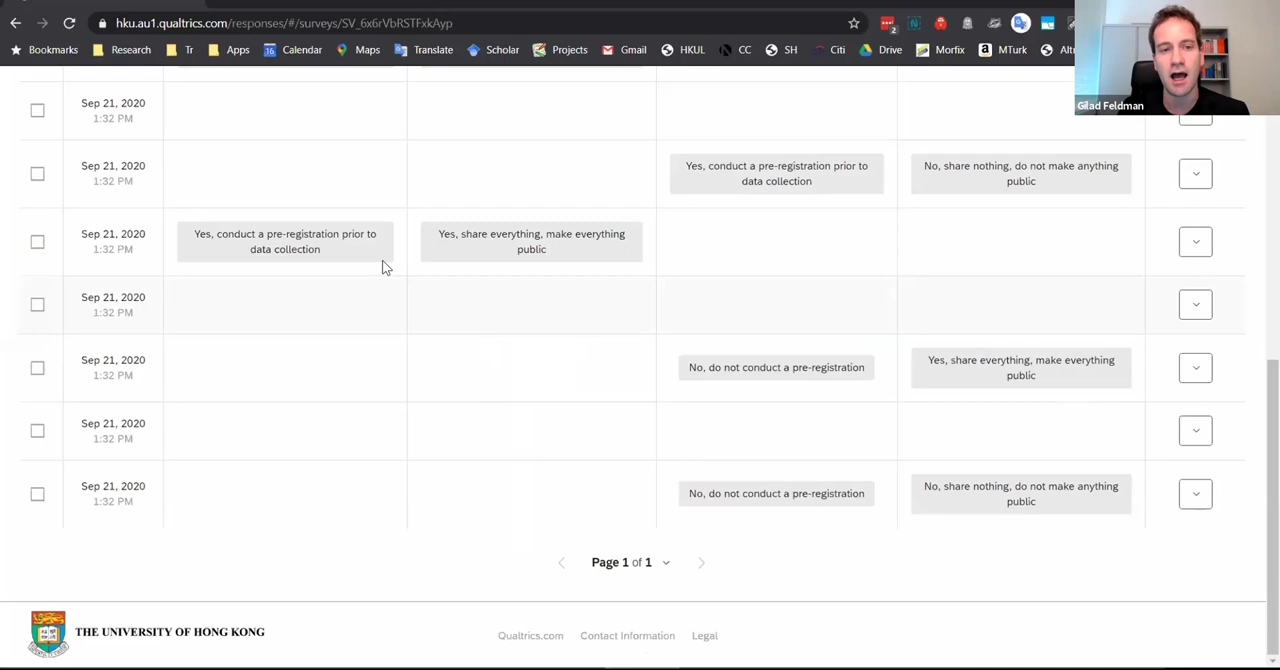 hku.au1.qualtrics.com/responses/#/surveys/SV_6x6rVbRSTFxkAyp
2
Bookmarks Research Tr Apps 16 Calendar Maps Translate Scholar Projects Gmail HKUL CC SH Citi Drive Morfix a MTurk
Gilad Feldman
Sep 21, 2020
1:32 PM
Sep 21, 2020
1:32 PM
Yes, conduct a pre-registration prior to
data collection
No, share nothing, do not make anything
public
Sep 21, 2020
1:32 PM
Yes, conduct a pre-registration prior to
data collection
Yes, share everything, make everything
public
Sep 21, 2020
1:32 PM
Sep 21, 2020
1:32 PM
No, do not conduct a pre-registration
Yes, share everything, make everything
public
Sep 21, 2020
1:32 PM
Sep 21, 2020
1:32 PM
No, do not conduct a pre-registration
No, share nothing, do not make anything
public
Page 1 of 1
THE UNIVERSITY OF HONG KONG
Qualtrics.com Contact Information Legal